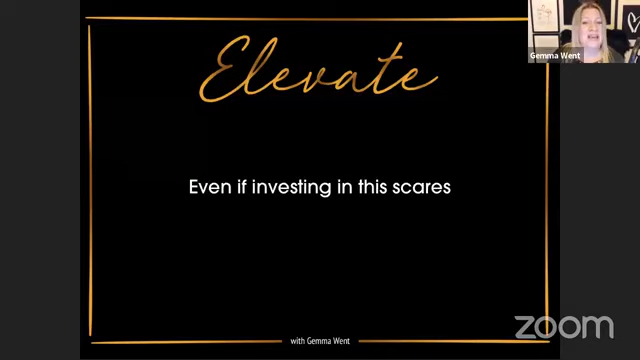 Elevate
Gemma Went
Even if investing in this scares
zoom
with Gemma Went